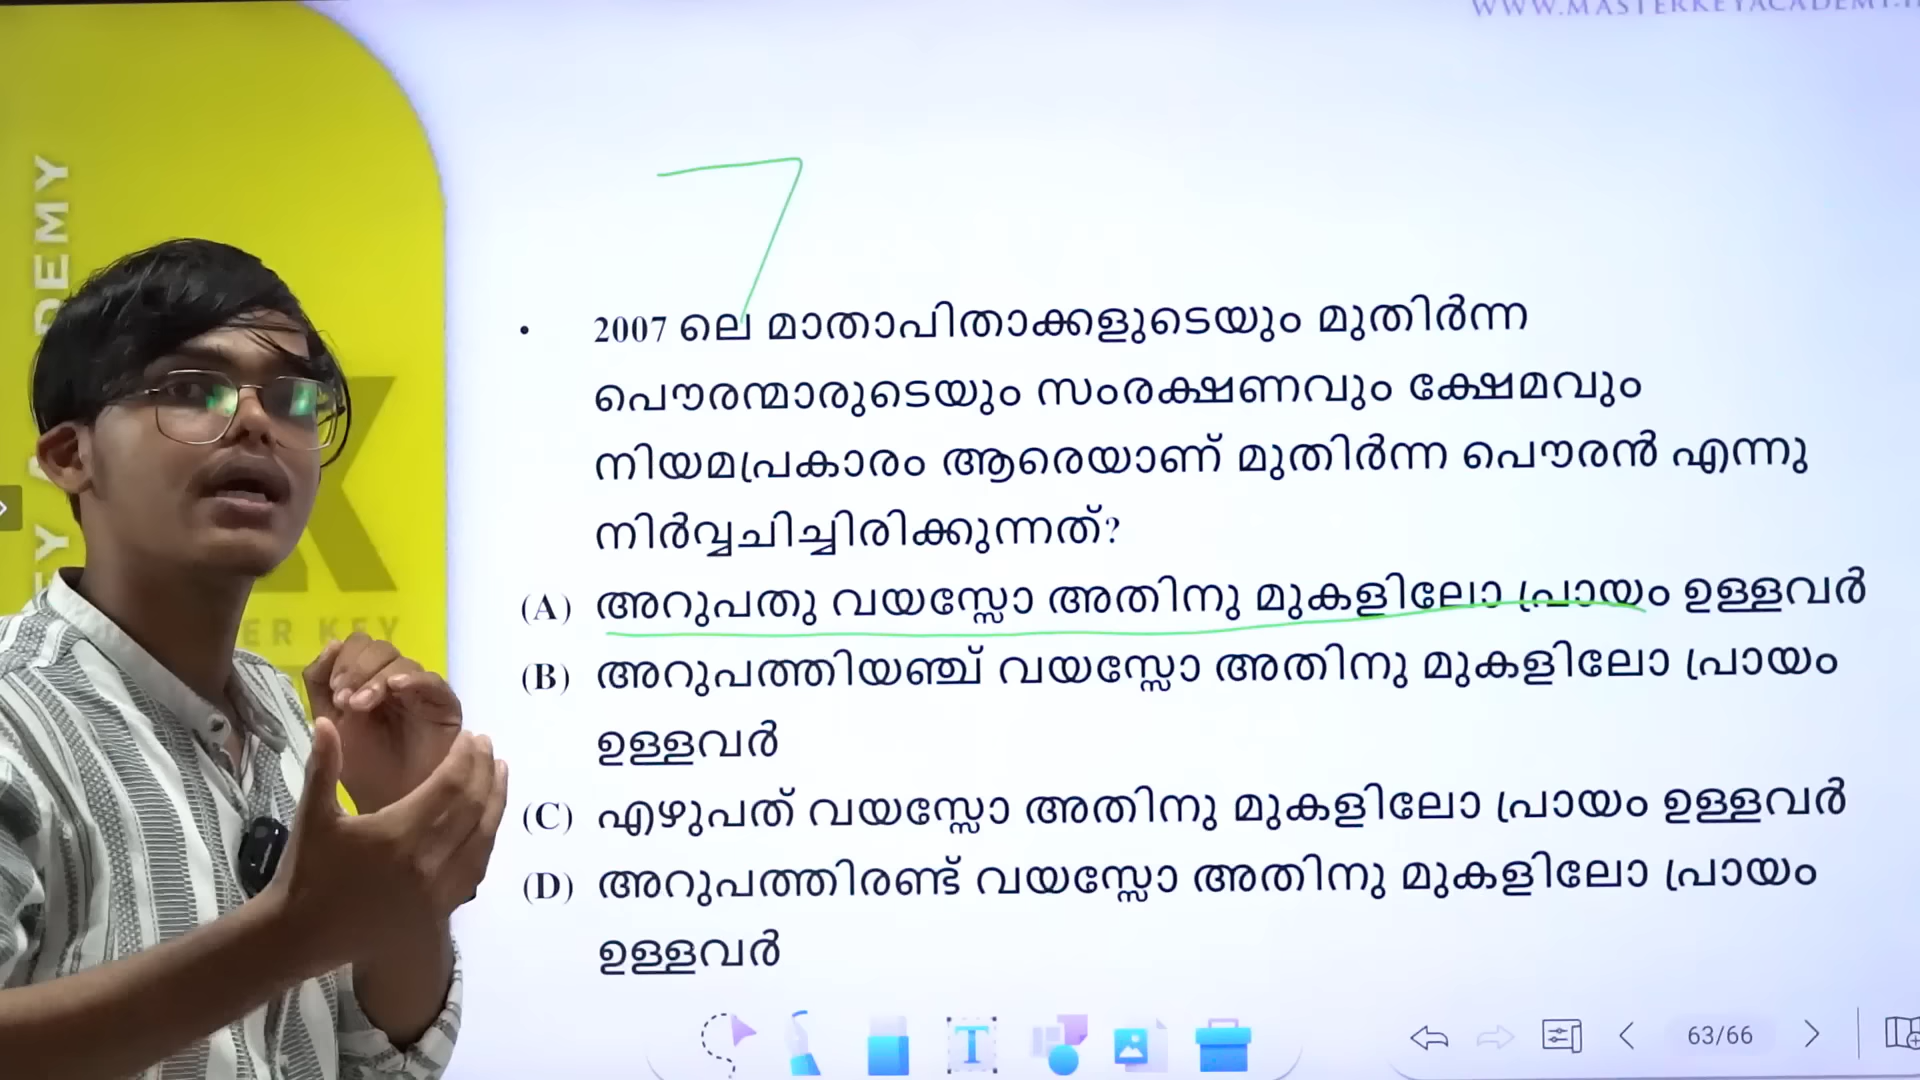 WWW.MASTERKEYACADEMY.I
• 2007 ലെ മാതാപിതാക്കളുടെയും മുതിർന്ന
പൌരന്മാരുടെയും സംരക്ഷണവും ക്ഷേമവും
നിയമപ്രകാരം ആരെയാണ് മുതിർന്ന പൌരൻ എന്നു
നിർവ്വചിച്ചിരിക്കുന്നത്?
(A) അറുപതു വയസ്സോ അതിനു മുകളിലോ പ്രായം ഉള്ളവർ
(B) അറുപത്തിയഞ്ച് വയസ്സോ അതിനു മുകളിലോ പ്രായം
ഉള്ളവർ
(C) എഴുപത് വയസ്സോ അതിനു മുകളിലോ പ്രായം ഉള്ളവർ
(D) അറുപത്തിരണ്ട് വയസ്സോ അതിനു മുകളിലോ പ്രായം
ഉള്ളവർ
63/66